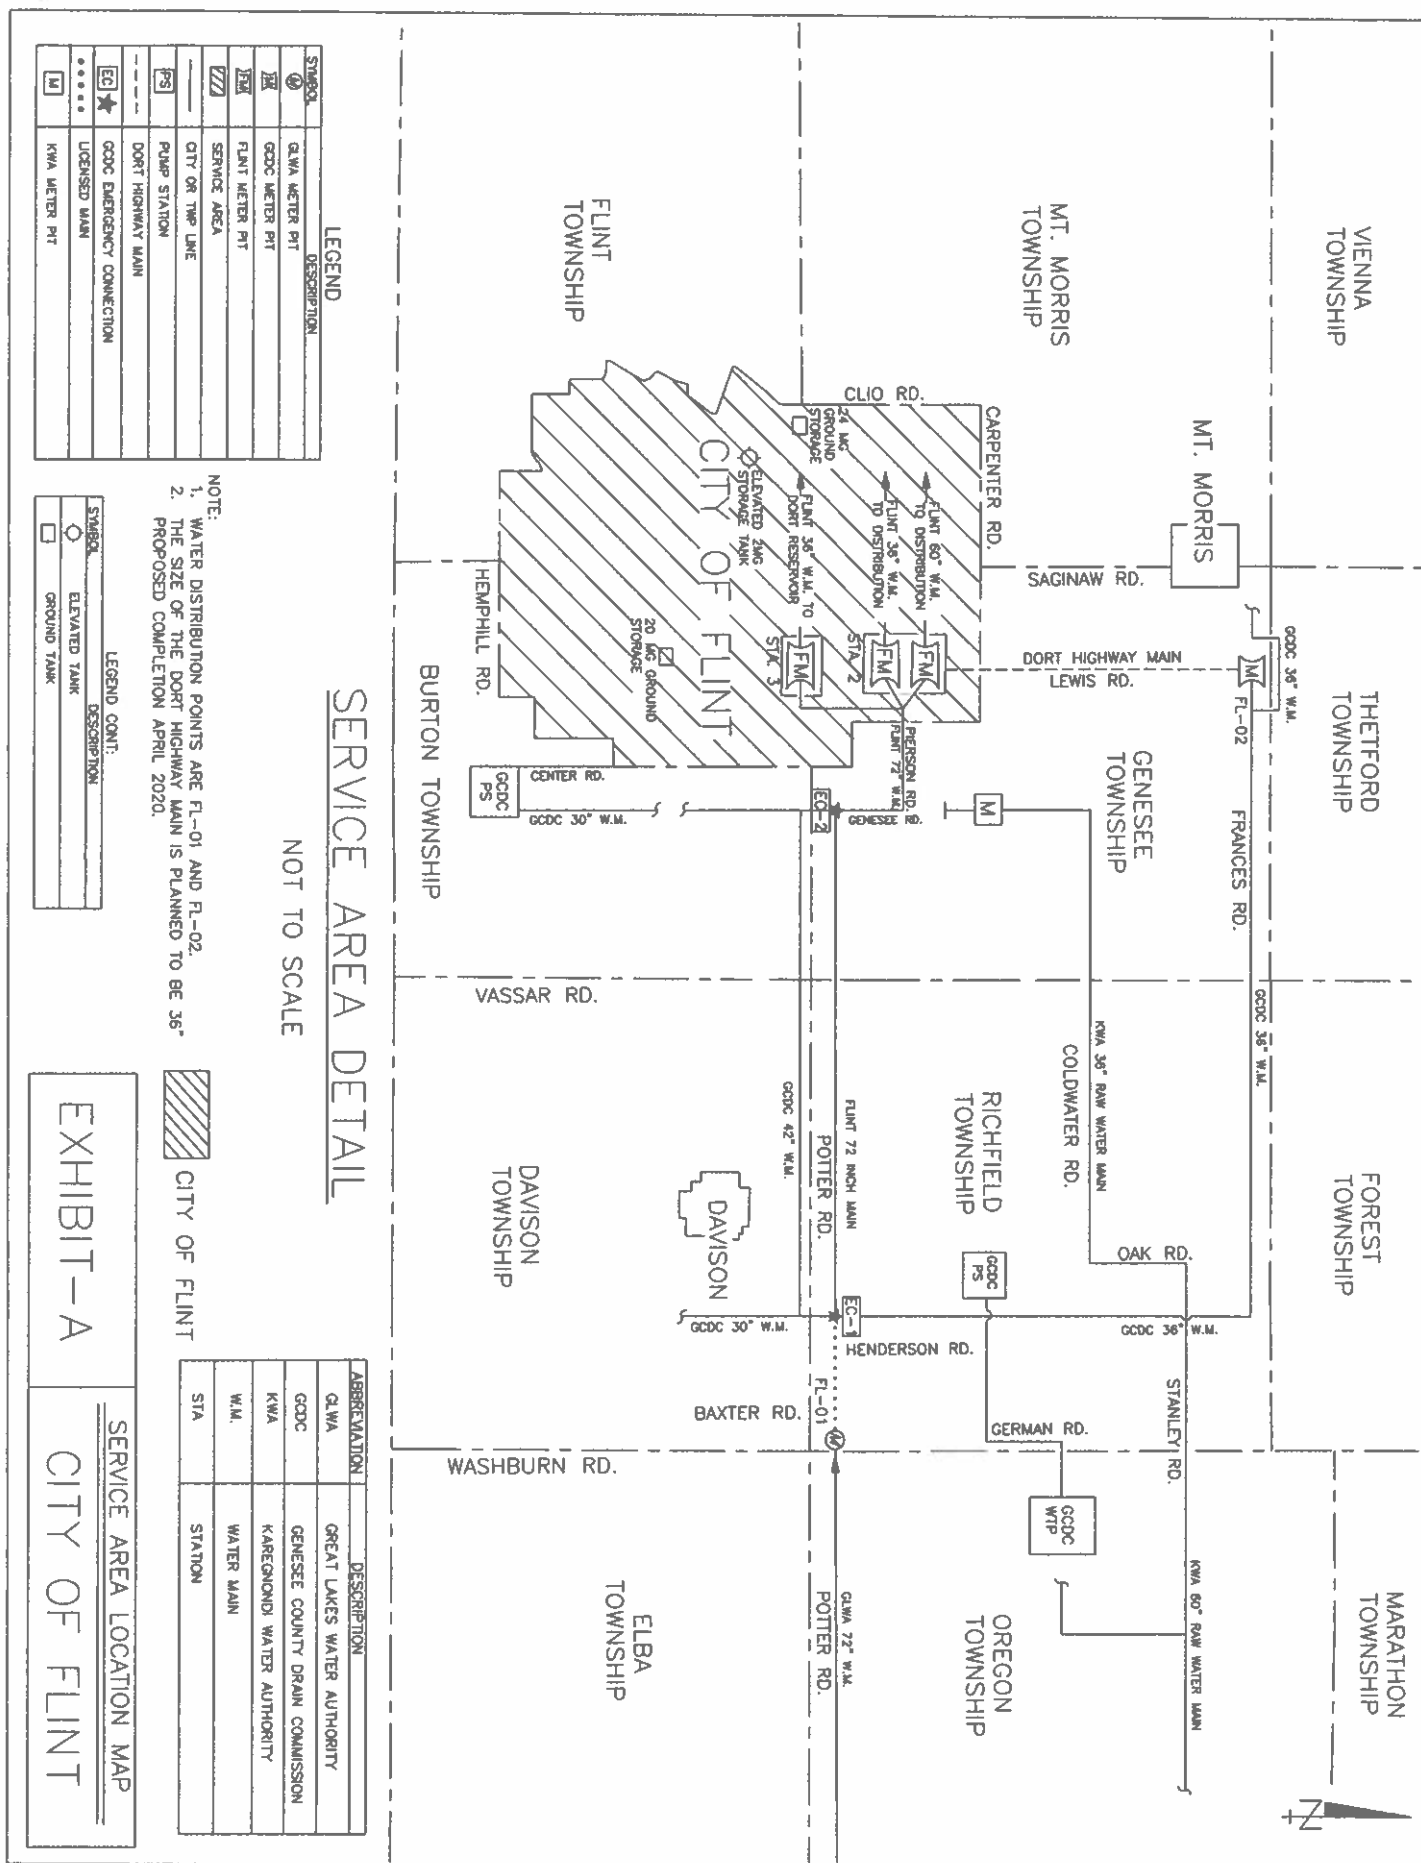 VIENNA
TOWNSHIP
THETFORD
TOWNSHIP
FOREST
TOWNSHIP
MARATHON
TOWNSHIP
N
MT. MORRIS
GCDC 36" W.M.
FL-02
FRANCES RD.
GCDC 36" W.M.
MT. MORRIS
TOWNSHIP
SAGINAW RD.
DORT HIGHWAY MAIN
LEWIS RD.
M
GENESEE
TOWNSHIP
OAK RD.
GCDC 36" W.M.
STANLEY RD.
KWA 60" RAW WATER MAIN
KWA 36" RAW WATER MAIN
COLDWATER RD.
CARPENTER RD.
CLIO RD.
M
RICHFIELD
TOWNSHIP
GCDC
PS
GERMAN RD.
GCDC
WTP
OREGON
TOWNSHIP
FLINT 60" W.M.
TO DISTRIBUTION
FM
FLINT 36" W.M.
TO DISTRIBUTION
FM
STA. 2
PIERSON RD.
FLINT 72" W.M.
GENESEE RD.
24 MG
GROUND
STORAGE
FLINT 36" W.M. TO
DORT RESERVOIR
FM
STA. 3
EC-2
FLINT 72 INCH MAIN
POTTER RD.
EC-1
HENDERSON RD.
FL-01
M
GLWA 72" W.M.
POTTER RD.
GCDC 42" W.M.
GCDC 30" W.M.
BAXTER RD.
ELEVATED 2MG
STORAGE TANK
CITY OF FLINT
20 MG GROUND
STORAGE
DAVISON
FLINT
TOWNSHIP
CENTER RD.
GCDC 30" W.M.
GCDC
PS
HEMPHILL RD.
BURTON TOWNSHIP
VASSAR RD.
DAVISON
TOWNSHIP
WASHBURN RD.
ELBA
TOWNSHIP
SERVICE AREA DETAIL
NOT TO SCALE
LEGEND
SYMBOL DESCRIPTION
M GLWA METER PIT
M GCDC METER PIT
FM FLINT METER PIT
SERVICE AREA
CITY OR TWP LINE
PS PUMP STATION
DORT HIGHWAY MAIN
EC GCDC EMERGENCY CONNECTION
LICENSED MAIN
M KWA METER PIT
NOTE:
1. WATER DISTRIBUTION POINTS ARE FL-01 AND FL-02.
2. THE SIZE OF THE DORT HIGHWAY MAIN IS PLANNED TO BE 36"
PROPOSED COMPLETION APRIL 2020.
LEGEND CONT:
SYMBOL DESCRIPTION
ELEVATED TANK
GROUND TANK
CITY OF FLINT
ABBREVIATION DESCRIPTION
GLWA GREAT LAKES WATER AUTHORITY
GCDC GENESEE COUNTY DRAIN COMMISSION
KWA KAREGNONDI WATER AUTHORITY
W.M. WATER MAIN
STA STATION
EXHIBIT-A
SERVICE AREA LOCATION MAP
CITY OF FLINT